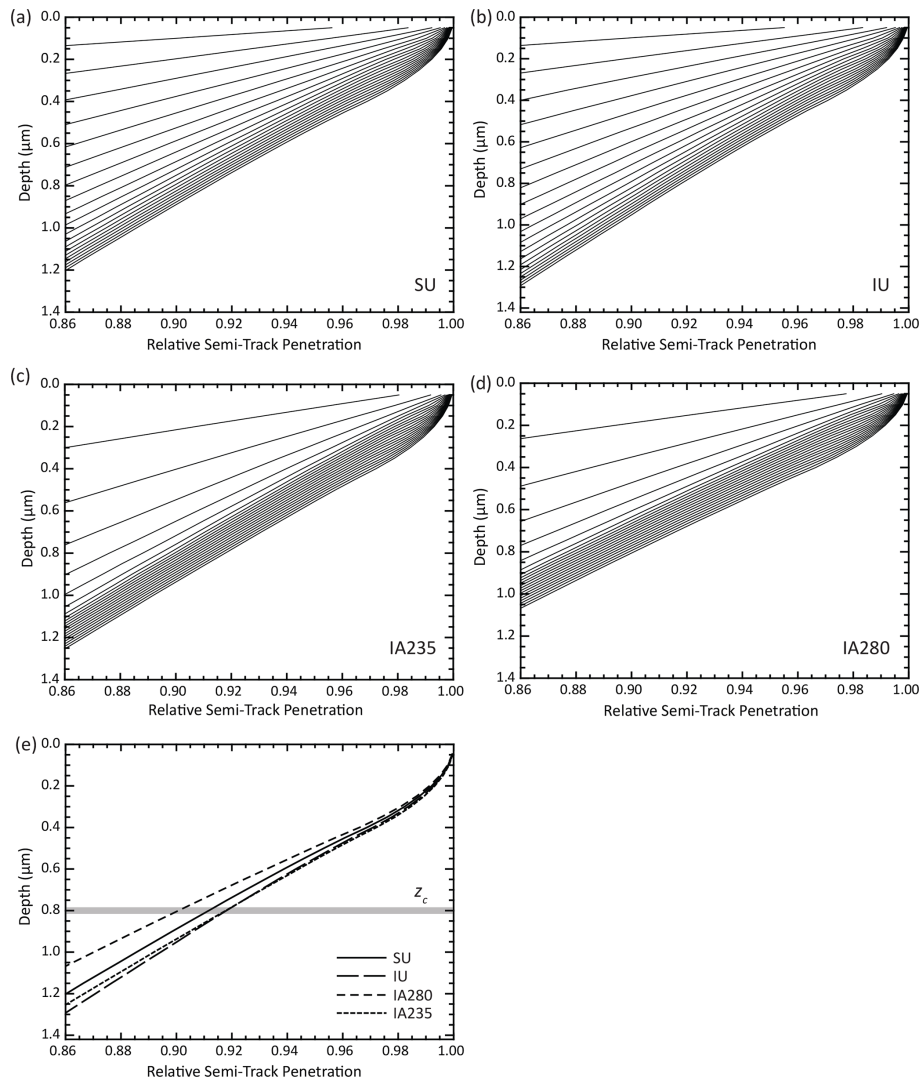 (a)
0.0
0.2
0.4
0.6
0.8
1.0
1.2
1.4
Depth (µm)
0.86 0.88 0.90 0.92 0.94 0.96 0.98 1.00
Relative Semi-Track Penetration
SU
(b)
0.0
0.2
0.4
0.6
0.8
1.0
1.2
1.4
Depth (µm)
0.86 0.88 0.90 0.92 0.94 0.96 0.98 1.00
Relative Semi-Track Penetration
IU
(c)
0.0
0.2
0.4
0.6
0.8
1.0
1.2
1.4
Depth (µm)
0.86 0.88 0.90 0.92 0.94 0.96 0.98 1.00
Relative Semi-Track Penetration
IA235
(d)
0.0
0.2
0.4
0.6
0.8
1.0
1.2
1.4
Depth (µm)
0.86 0.88 0.90 0.92 0.94 0.96 0.98 1.00
Relative Semi-Track Penetration
IA280
(e)
0.0
0.2
0.4
0.6
0.8
1.0
1.2
1.4
Depth (µm)
z_c
SU
IU
IA280
IA235
0.86 0.88 0.90 0.92 0.94 0.96 0.98 1.00
Relative Semi-Track Penetration